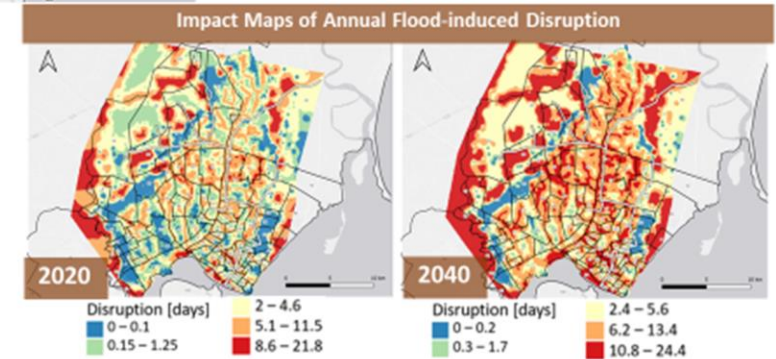 Impact Maps of Annual Flood-induced Disruption
2020
Disruption [days]
0 – 0.1
0.15 – 1.25
2 – 4.6
5.1 – 11.5
8.6 – 21.8
2040
Disruption [days]
0 – 0.2
0.3 – 1.7
2.4 – 5.6
6.2 – 13.4
10.8 – 24.4